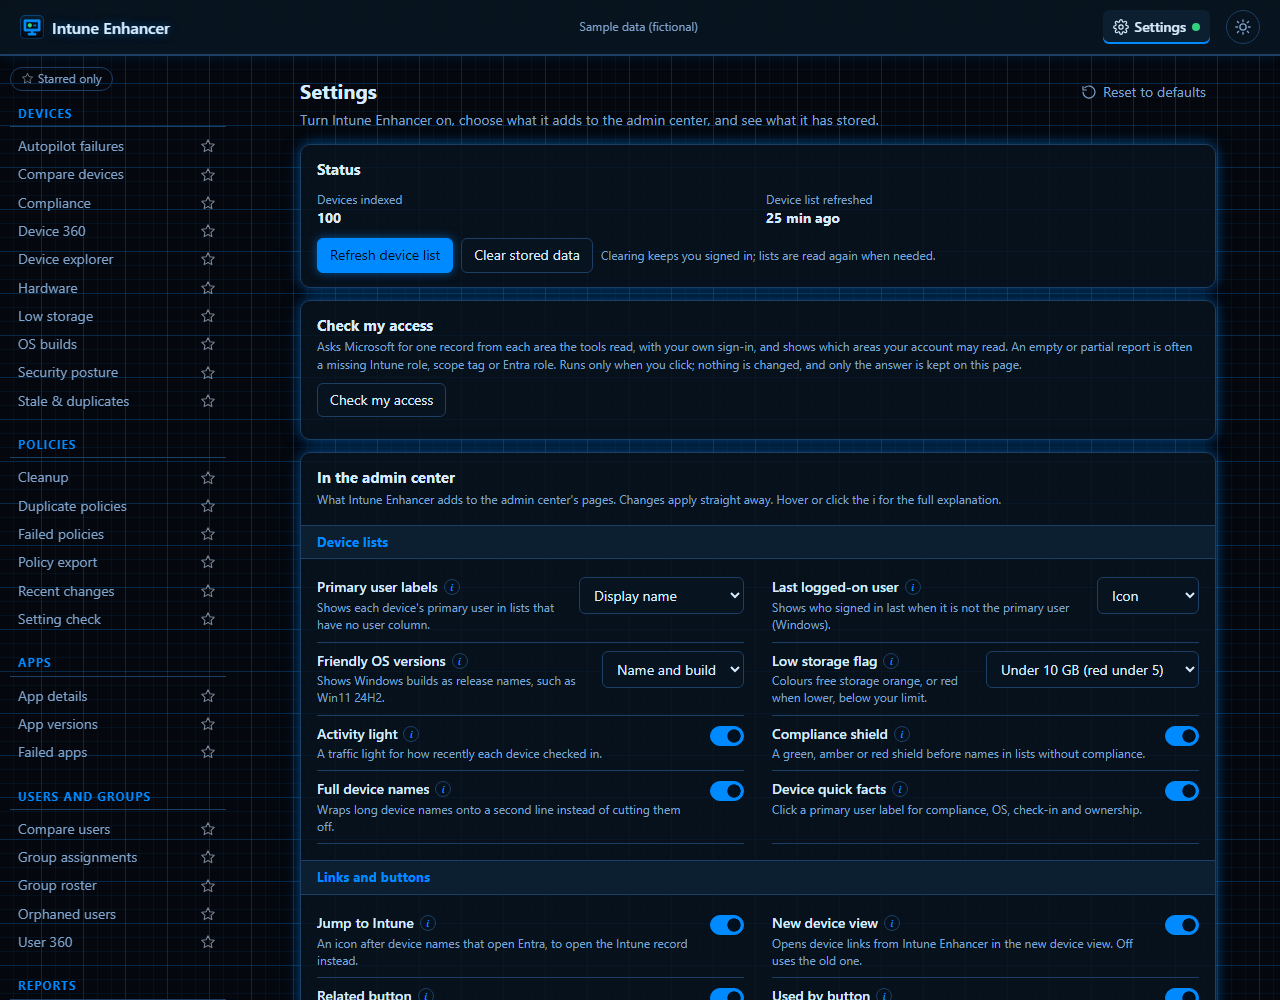 Intune Enhancer
Sample data (fictional)
Settings
Starred only
DEVICES
Autopilot failures
Compare devices
Compliance
Device 360
Device explorer
Hardware
Low storage
OS builds
Security posture
Stale & duplicates
POLICIES
Cleanup
Duplicate policies
Failed policies
Policy export
Recent changes
Setting check
APPS
App details
App versions
Failed apps
USERS AND GROUPS
Compare users
Group assignments
Group roster
Orphaned users
User 360
REPORTS
Settings
Reset to defaults
Turn Intune Enhancer on, choose what it adds to the admin center, and see what it has stored.
Status
Devices indexed
100
Device list refreshed
25 min ago
Refresh device list
Clear stored data
Clearing keeps you signed in; lists are read again when needed.
Check my access
Asks Microsoft for one record from each area the tools read, with your own sign-in, and shows which areas your account may read. An empty or partial report is often
a missing Intune role, scope tag or Entra role. Runs only when you click; nothing is changed, and only the answer is kept on this page.
Check my access
In the admin center
What Intune Enhancer adds to the admin center's pages. Changes apply straight away. Hover or click the i for the full explanation.
Device lists
Primary user labels i
Shows each device's primary user in lists that
have no user column.
Display name
Last logged-on user i
Shows who signed in last when it is not the primary user
(Windows).
Icon
Friendly OS versions i
Shows Windows builds as release names, such as
Win11 24H2.
Name and build
Low storage flag i
Colours free storage orange, or red
when lower, below your limit.
Under 10 GB (red under 5)
Activity light i
A traffic light for how recently each device checked in.
Compliance shield i
A green, amber or red shield before names in lists without compliance.
Full device names i
Wraps long device names onto a second line instead of cutting them
off.
Device quick facts i
Click a primary user label for compliance, OS, check-in and ownership.
Links and buttons
Jump to Intune i
An icon after device names that open Entra, to open the Intune record
instead.
New device view i
Opens device links from Intune Enhancer in the new device view. Off
uses the old one.
Related button i
Used by button i